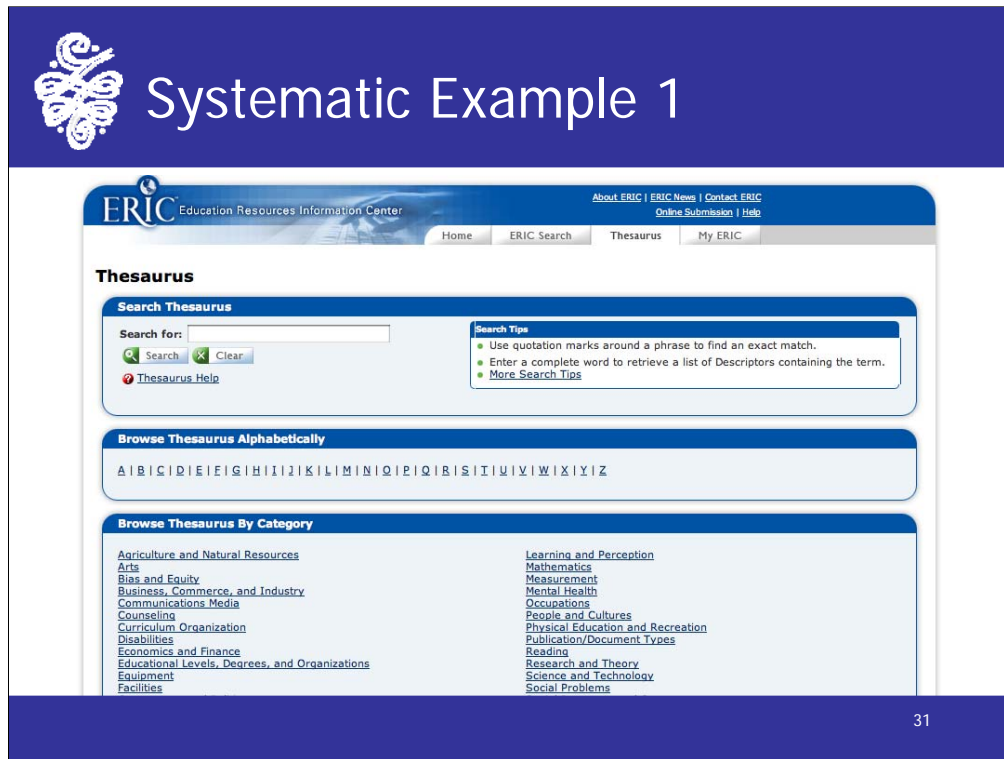 Systematic Example 1
ERIC Education Resources Information Center
About ERIC | ERIC News | Contact ERIC
Online Submission | Help
Home ERIC Search Thesaurus My ERIC
Thesaurus
Search Thesaurus
Search for:
Search Clear
Thesaurus Help
Search Tips
Use quotation marks around a phrase to find an exact match.
Enter a complete word to retrieve a list of Descriptors containing the term.
More Search Tips
Browse Thesaurus Alphabetically
A | B | C | D | E | F | G | H | I | J | K | L | M | N | O | P | Q | R | S | T | U | V | W | X | Y | Z
Browse Thesaurus By Category
Agriculture and Natural Resources
Arts
Bias and Equity
Business, Commerce, and Industry
Communications Media
Counseling
Curriculum Organization
Disabilities
Economics and Finance
Educational Levels, Degrees, and Organizations
Equipment
Facilities
Learning and Perception
Mathematics
Measurement
Mental Health
Occupations
People and Cultures
Physical Education and Recreation
Publication/Document Types
Reading
Research and Theory
Science and Technology
Social Problems
31